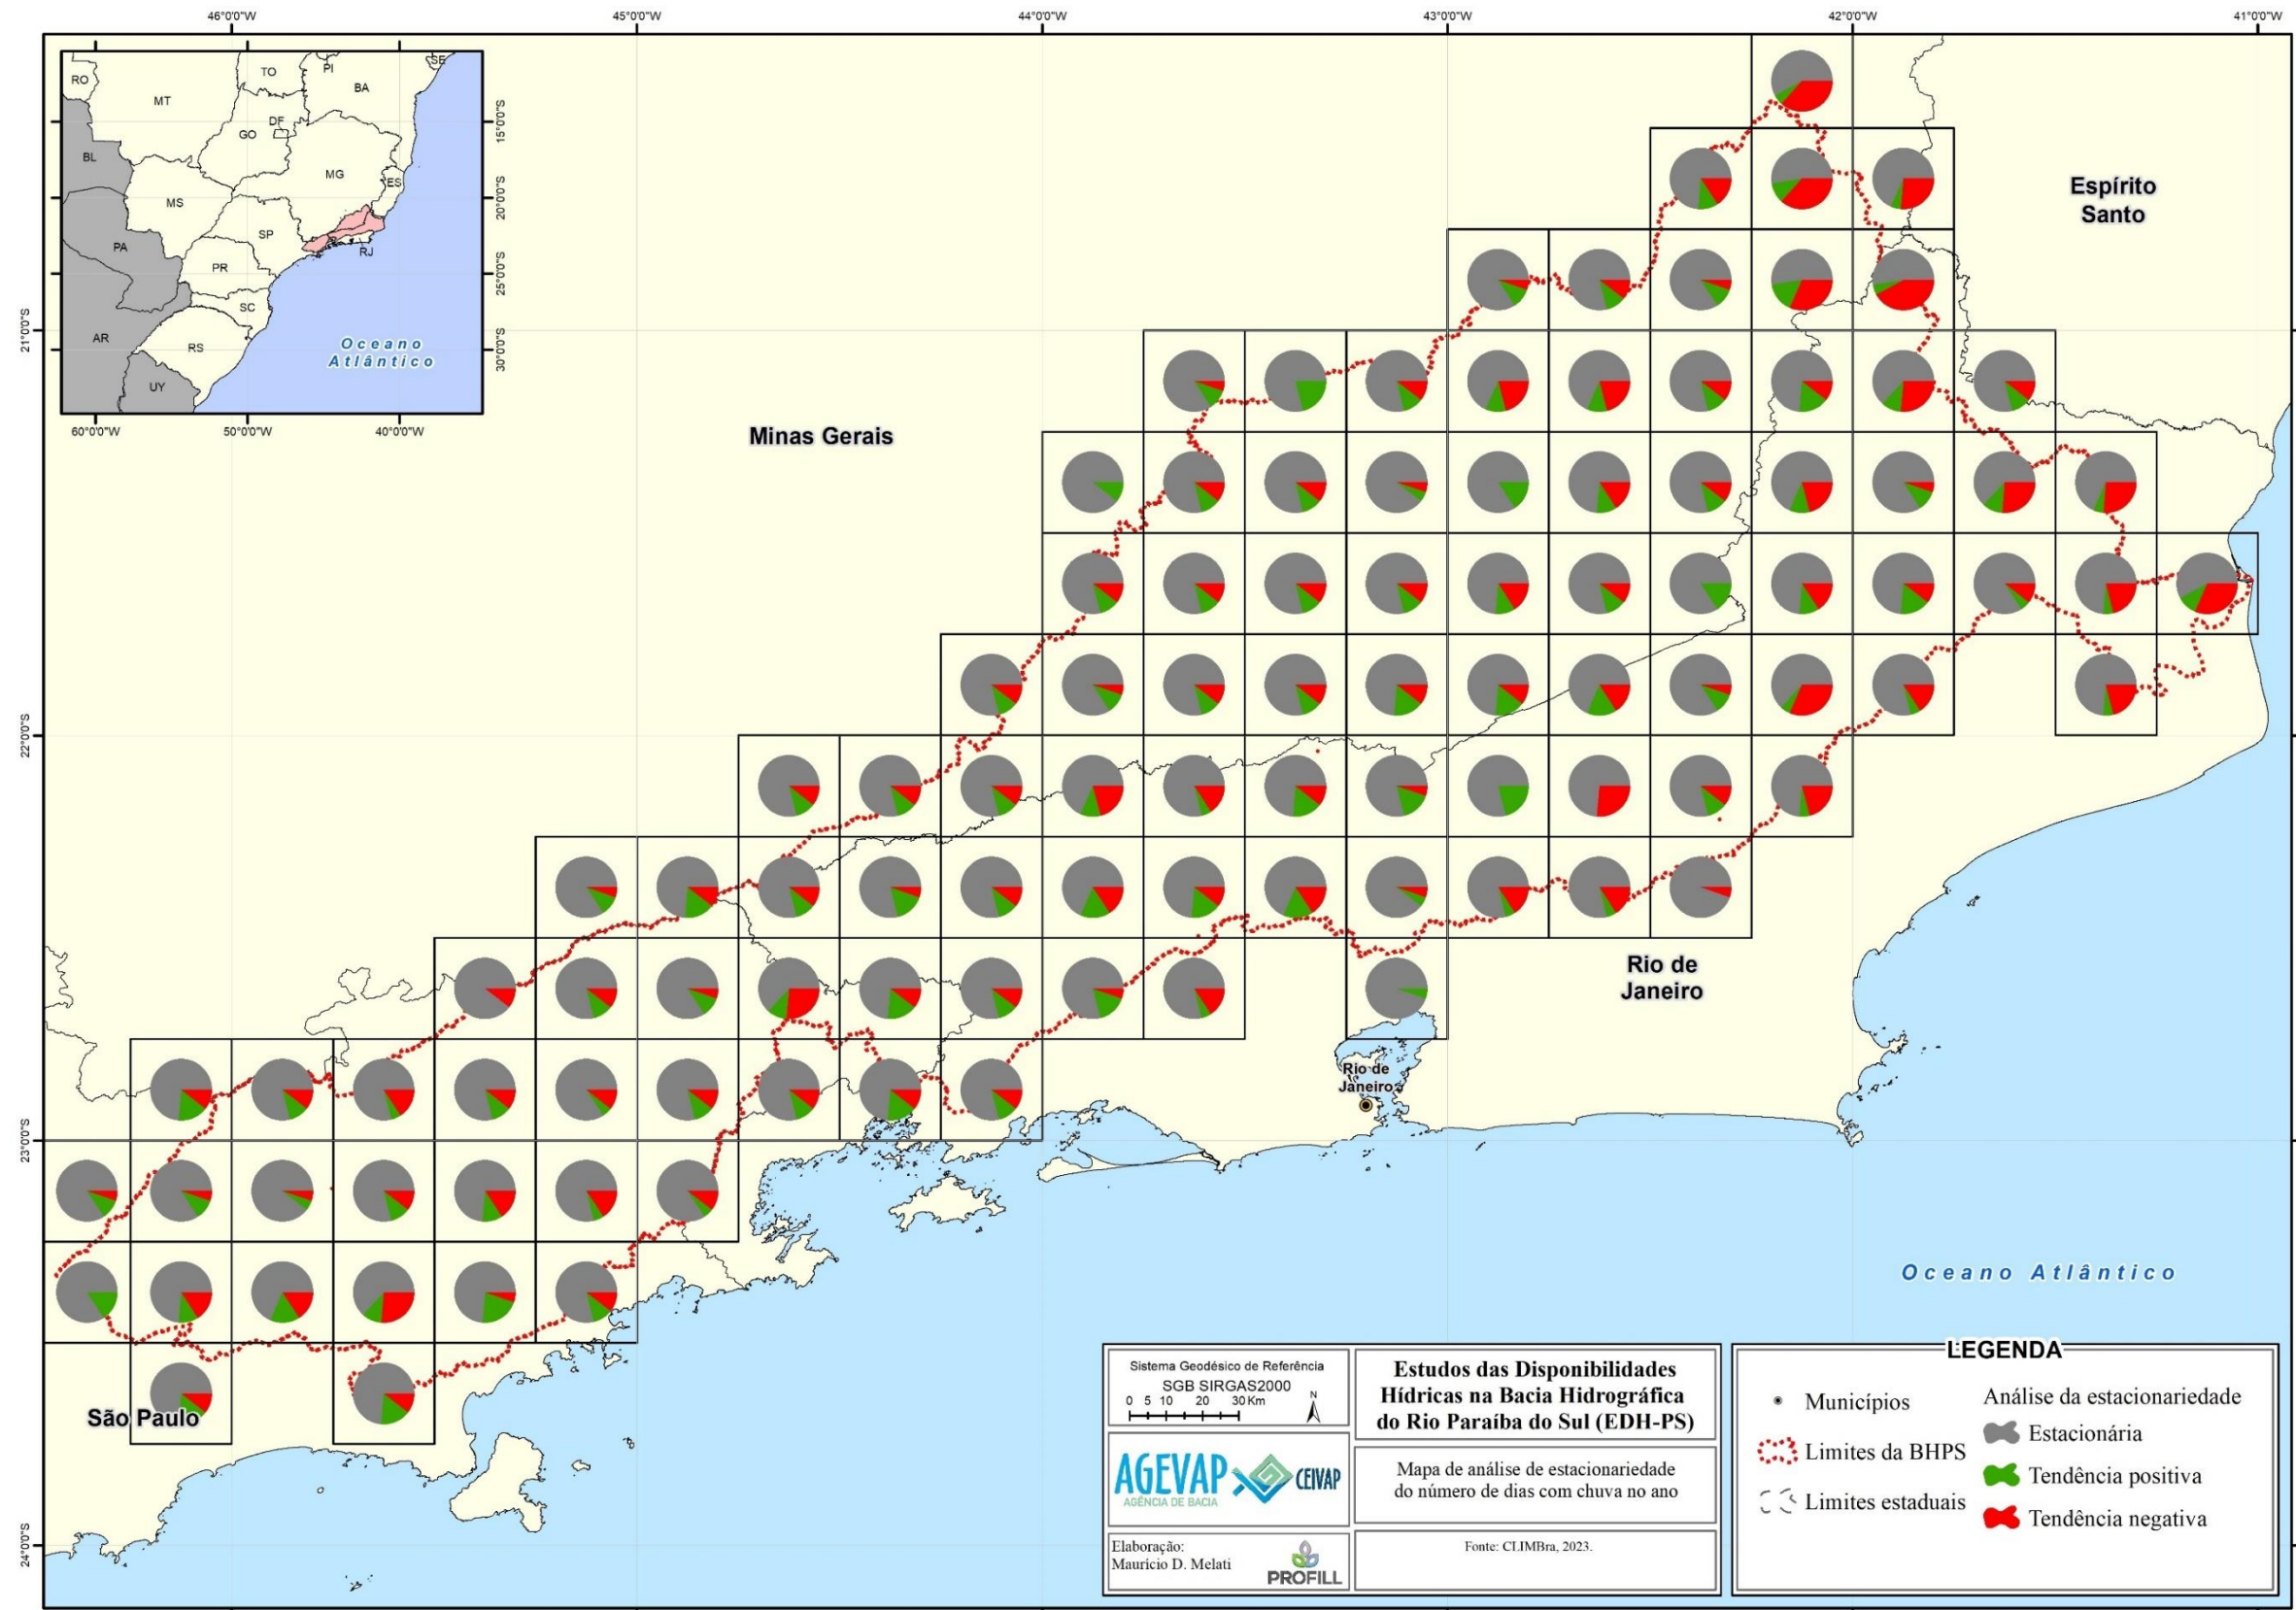 46°0'0"W
45°0'0"W
44°0'0"W
43°0'0"W
42°0'0"W
41°0'0"W
RO
TO
PI
SE
MT
BA
DF
GO
BL
MG
ES
MS
SP
PA
RJ
PR
SC
AR
RS
UY
Oceano
Atlântico
15°0'0"S
20°0'0"S
25°0'0"S
30°0'0"S
60°0'0"W
50°0'0"W
40°0'0"W
21°0'0"S
22°0'0"S
23°0'0"S
24°0'0"S
Espírito
Santo
Minas Gerais
Rio de
Janeiro
Rio de
Janeiro
São Paulo
Oceano Atlântico
Sistema Geodésico de Referência
SGB SIRGAS2000
0 5 10 20 30 Km
N
AGEVAP
AGÊNCIA DE BACIA
CEIVAP
Elaboração:
Maurício D. Melati
PROFILL
Estudos das Disponibilidades
Hídricas na Bacia Hidrográfica
do Rio Paraíba do Sul (EDH-PS)
Mapa de análise de estacionariedade
do número de dias com chuva no ano
Fonte: CLIMBra, 2023.
LEGENDA
Municípios
Limites da BHPS
Limites estaduais
Análise da estacionariedade
Estacionária
Tendência positiva
Tendência negativa